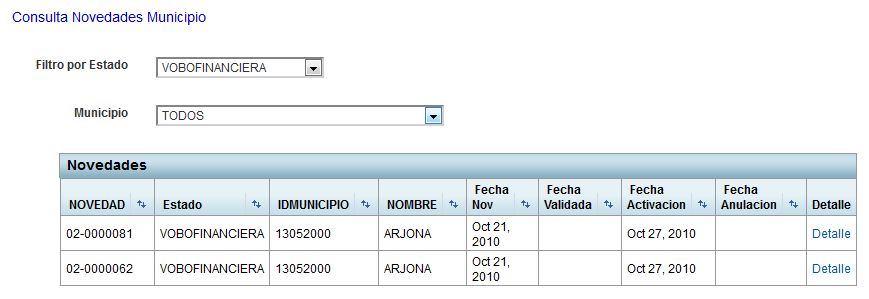 Consulta Novedades Municipio
Filtro por Estado VOBOFINANCIERA
Municipio TODOS
Novedades
NOVEDAD Estado IDMUNICIPIO NOMBRE Fecha Nov Fecha Validada Fecha Activacion Fecha Anulacion Detalle
02-0000081 VOBOFINANCIERA 13052000 ARJONA Oct 21, 2010 Oct 27, 2010 Detalle
02-0000062 VOBOFINANCIERA 13052000 ARJONA Oct 21, 2010 Oct 27, 2010 Detalle